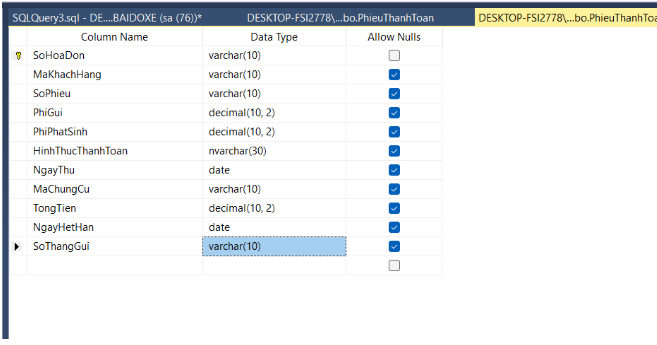 SQLQuery3.sql - DE....BAIDOXE (sa (76))* DESKTOP-FSI2778\...bo.PhieuThanhToan DESKTOP-FSI2778\...bo.PhieuThanhToa
Column Name Data Type Allow Nulls
SoHoaDon varchar(10)
MaKhachHang varchar(10)
SoPhieu varchar(10)
PhiGui decimal(10, 2)
PhiPhatSinh decimal(10, 2)
HinhThucThanhToan nvarchar(30)
NgayThu date
MaChungCu varchar(10)
TongTien decimal(10, 2)
NgayHetHan date
SoThangGui varchar(10)